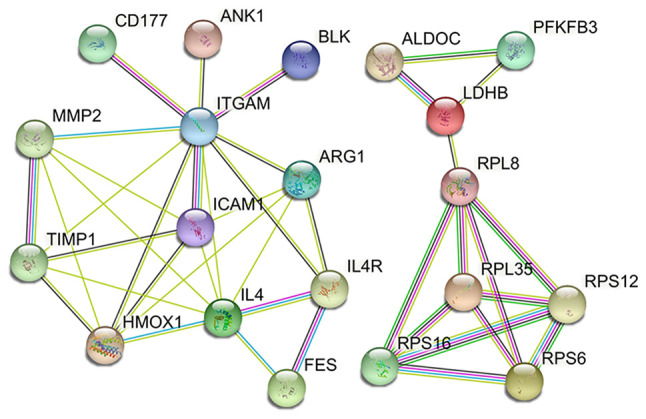 CD177
ANK1
BLK
ALDOC
PFKFB3
ITGAM
LDHB
MMP2
ARG1
RPL8
ICAM1
TIMP1
IL4R
RPL35
RPS12
IL4
HMOX1
RPS16
RPS6
FES